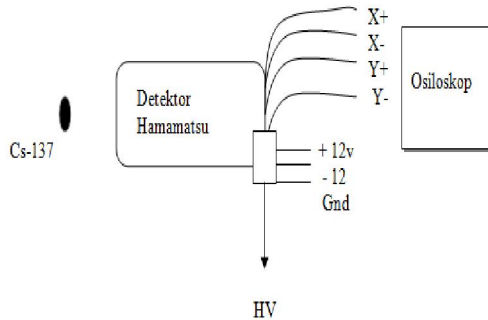 X+
X-
Y+
Y-
Osiloskop
Detektor
Hamamatsu
Cs-137
+ 12v
- 12
Gnd
HV